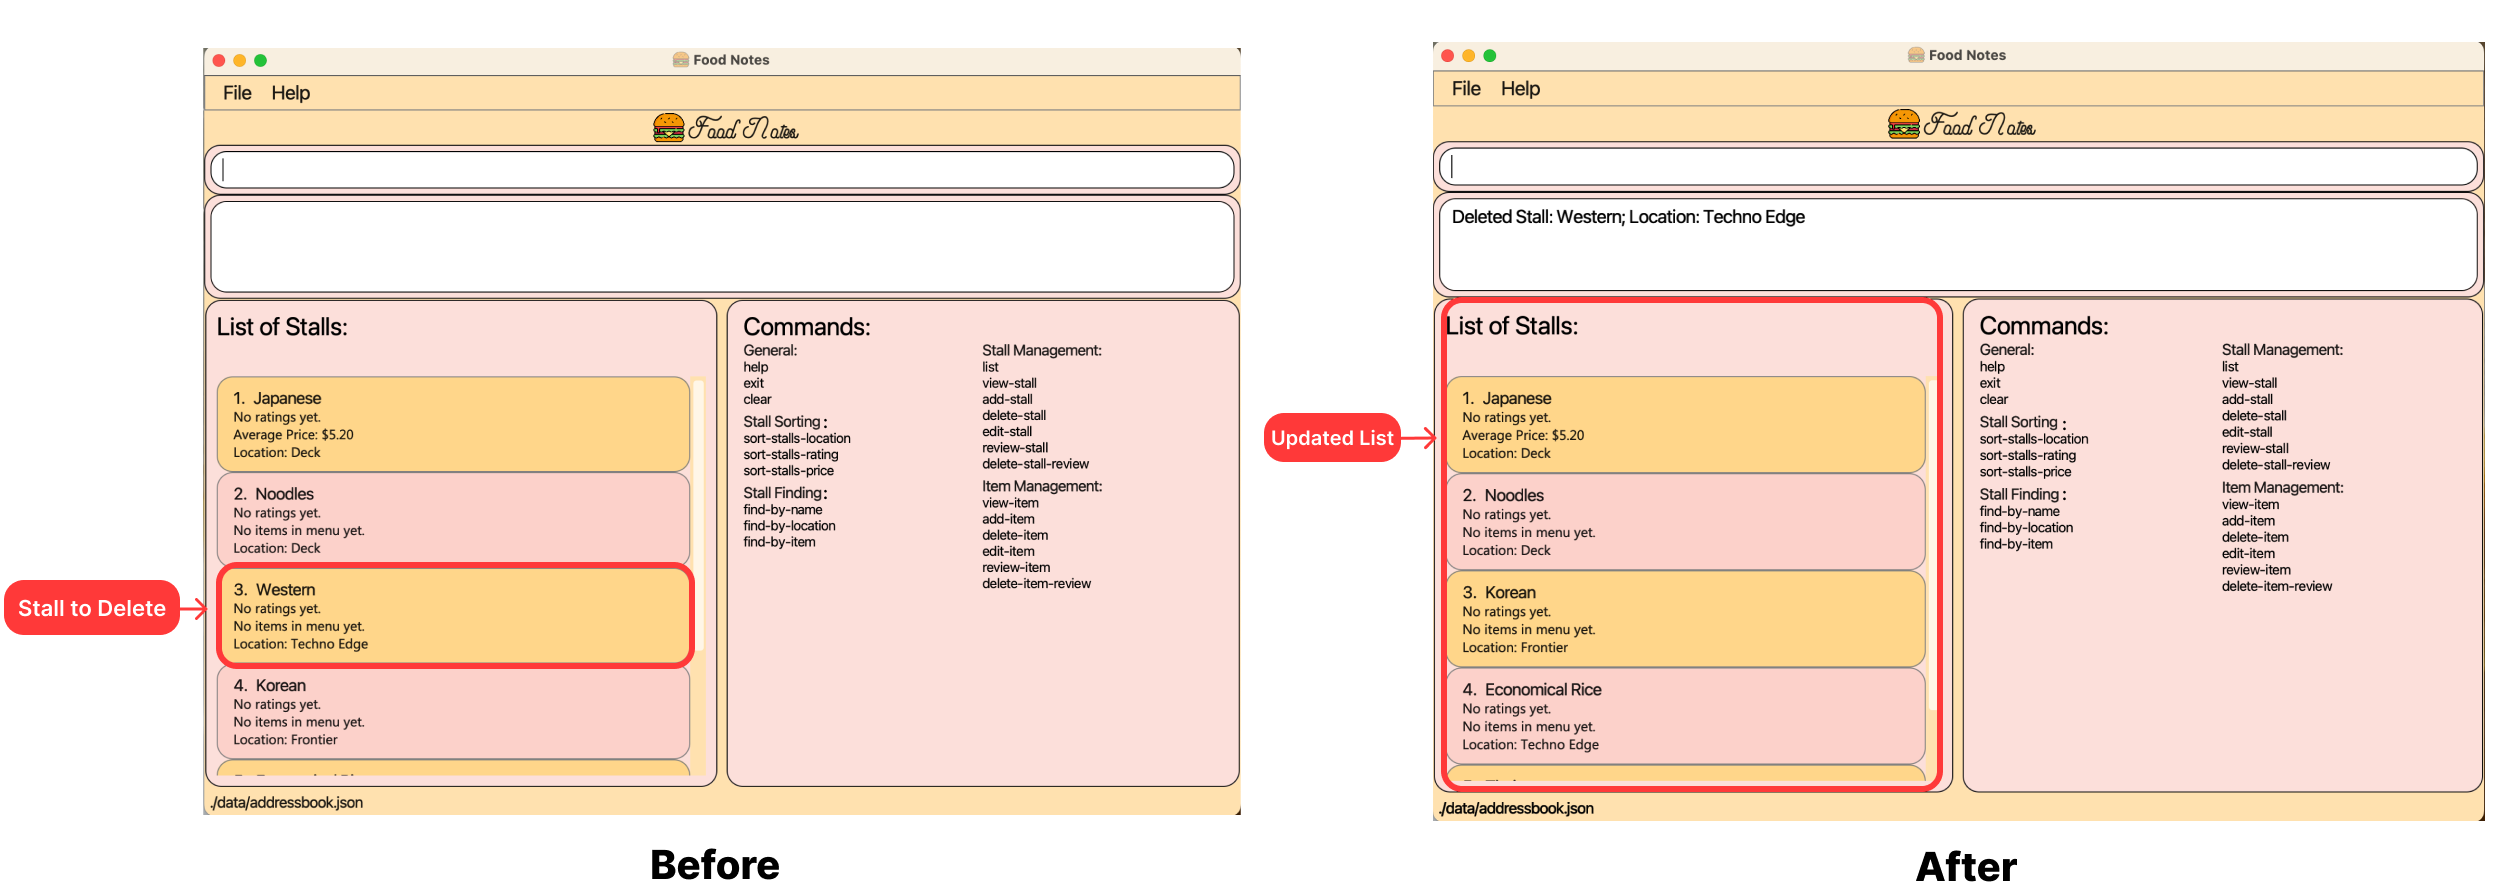 Food Notes
File Help
Food Notes
List of Stalls:
1. Japanese
No ratings yet.
Average Price: $5.20
Location: Deck
2. Noodles
No ratings yet.
No items in menu yet.
Location: Deck
3. Western
No ratings yet.
No items in menu yet.
Location: Techno Edge
4. Korean
No ratings yet.
No items in menu yet.
Location: Frontier
Stall to Delete
Commands:
General:
help
exit
clear
Stall Sorting :
sort-stalls-location
sort-stalls-rating
sort-stalls-price
Stall Finding :
find-by-name
find-by-location
find-by-item
Stall Management:
list
view-stall
add-stall
delete-stall
edit-stall
review-stall
delete-stall-review
Item Management:
view-item
add-item
delete-item
edit-item
review-item
delete-item-review
./data/addressbook.json
Before
Food Notes
File Help
Food Notes
Deleted Stall: Western; Location: Techno Edge
Updated List
List of Stalls:
1. Japanese
No ratings yet.
Average Price: $5.20
Location: Deck
2. Noodles
No ratings yet.
No items in menu yet.
Location: Deck
3. Korean
No ratings yet.
No items in menu yet.
Location: Frontier
4. Economical Rice
No ratings yet.
No items in menu yet.
Location: Techno Edge
Commands:
General:
help
exit
clear
Stall Sorting :
sort-stalls-location
sort-stalls-rating
sort-stalls-price
Stall Finding :
find-by-name
find-by-location
find-by-item
Stall Management:
list
view-stall
add-stall
delete-stall
edit-stall
review-stall
delete-stall-review
Item Management:
view-item
add-item
delete-item
edit-item
review-item
delete-item-review
./data/addressbook.json
After